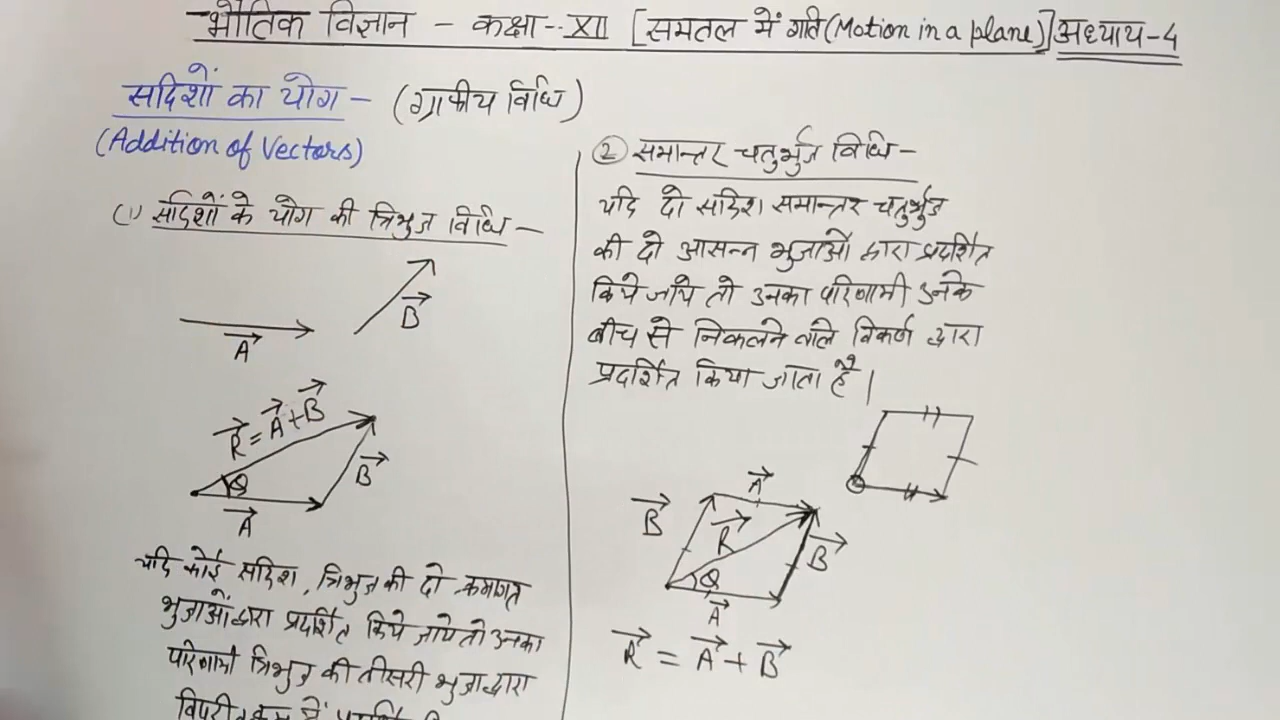 भौतिक विज्ञान - कक्षा-XII [समतल में गति (Motion in a plane)] अध्याय-4
सदिशों का योग - (ग्राफीय विधि)
(Addition of Vectors)
(1) सदिशों के योग की त्रिभुज विधि -
A
B
R = A + B
θ
B
A
यदि कोई सदिश, त्रिभुज की दो क्रमागत
भुजाओं द्वारा प्रदर्शित किये जाये तो उनका
परिणामी त्रिभुज की तीसरी भुजा द्वारा
② समान्तर चतुर्भुज विधि -
यदि दो सदिश समान्तर चतुर्भुज
की दो आसन्न भुजाओं द्वारा प्रदर्शित
किये जाये तो उनका परिणामी उनके
बीच से निकलने वाले विकर्ण द्वारा
प्रदर्शित किया जाता है।
A
B
R
B
θ
A
R = A + B